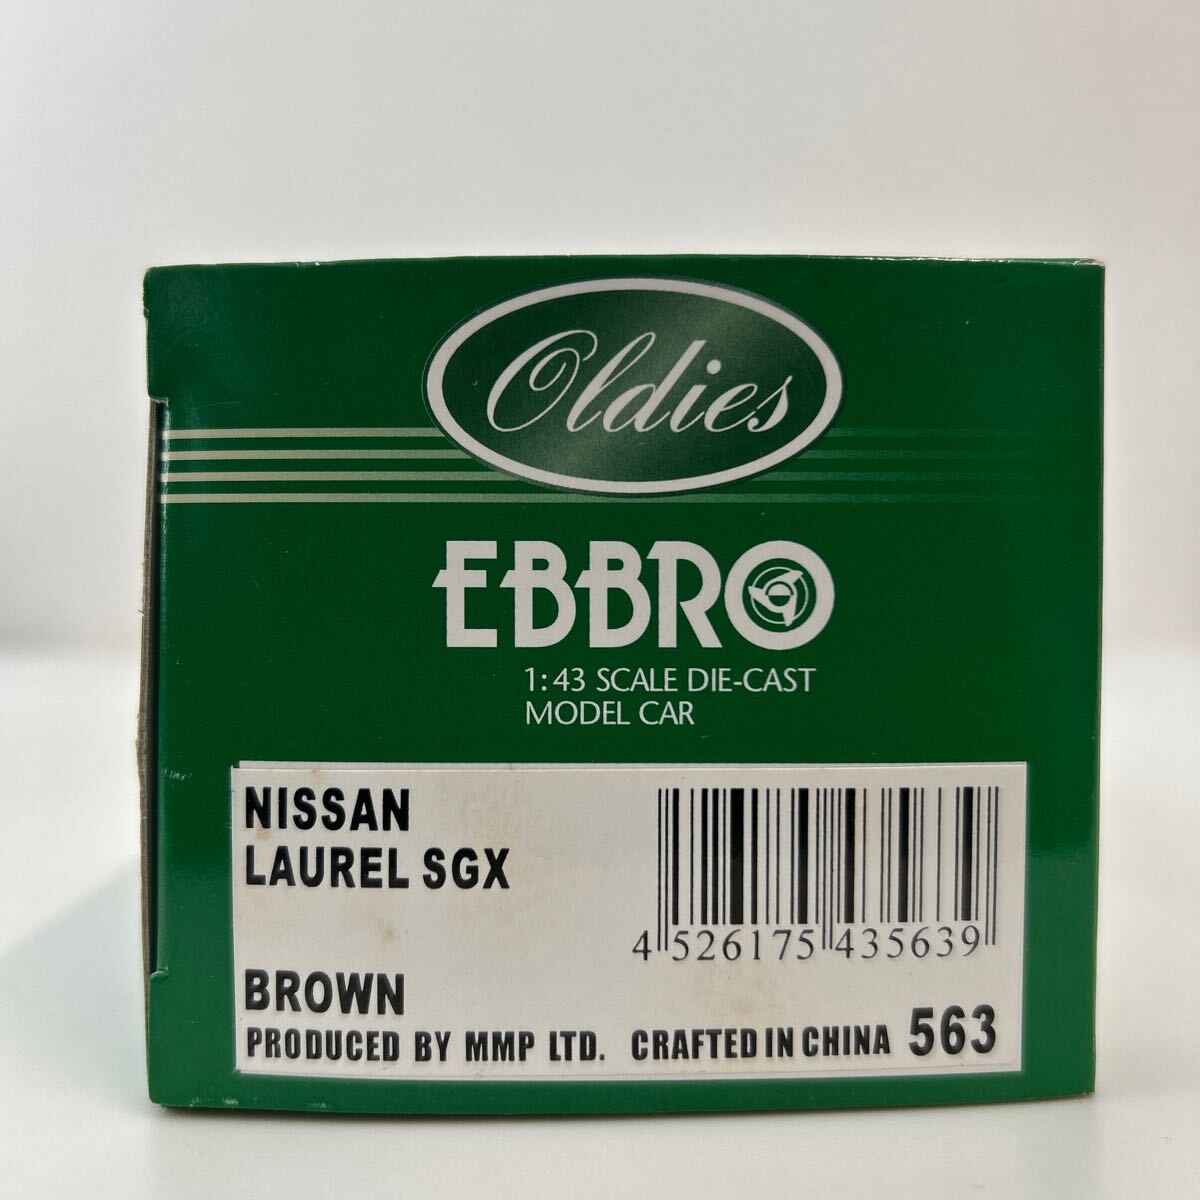 Oldies
EBBRO
1:43 SCALE DIE-CAST
MODEL CAR
NISSAN
LAUREL SGX
4 526175 435639
BROWN
PRODUCED BY MMP LTD. CRAFTED IN CHINA 563